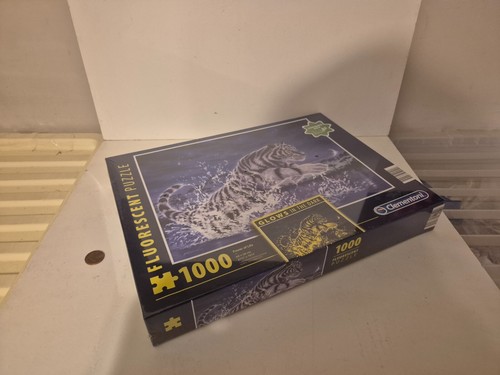 FLUORESCENT PUZZLE
1000
GLOWS IN THE DARK
Clementoni
1000